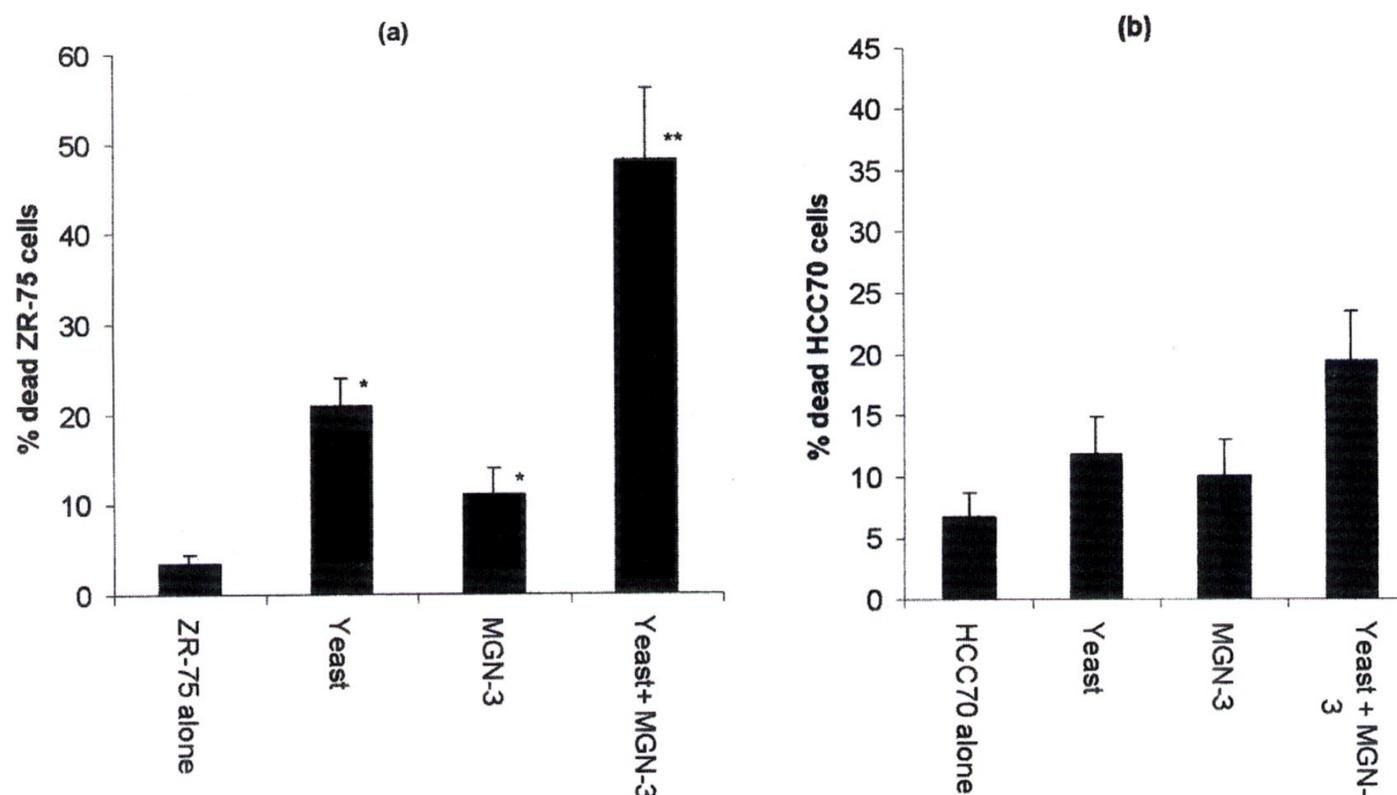 (a)
% dead ZR-75 cells
60
50
40
30
20
10
0
*
*
**
ZR-75 alone
Yeast
MGN-3
Yeast+ MGN-3
(b)
% dead HCC70 cells
45
40
35
30
25
20
15
10
5
0
HCC70 alone
Yeast
MGN-3
Yeast + MGN-
3